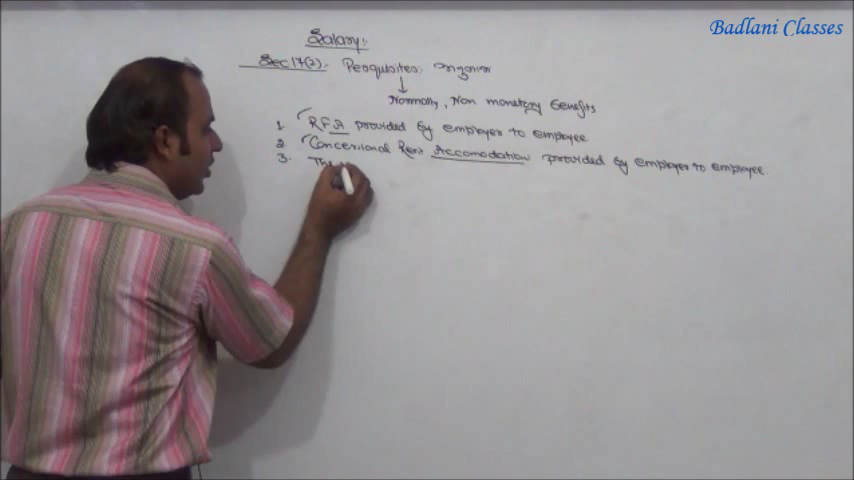 Badlani Classes
Salary:-
Sec 17(2):- Perquisites:
Normally, Non monetary benefits
1. RFA provided by employer to employee
2. Concessional Rent Accomodation provided by employer to employee
3. The